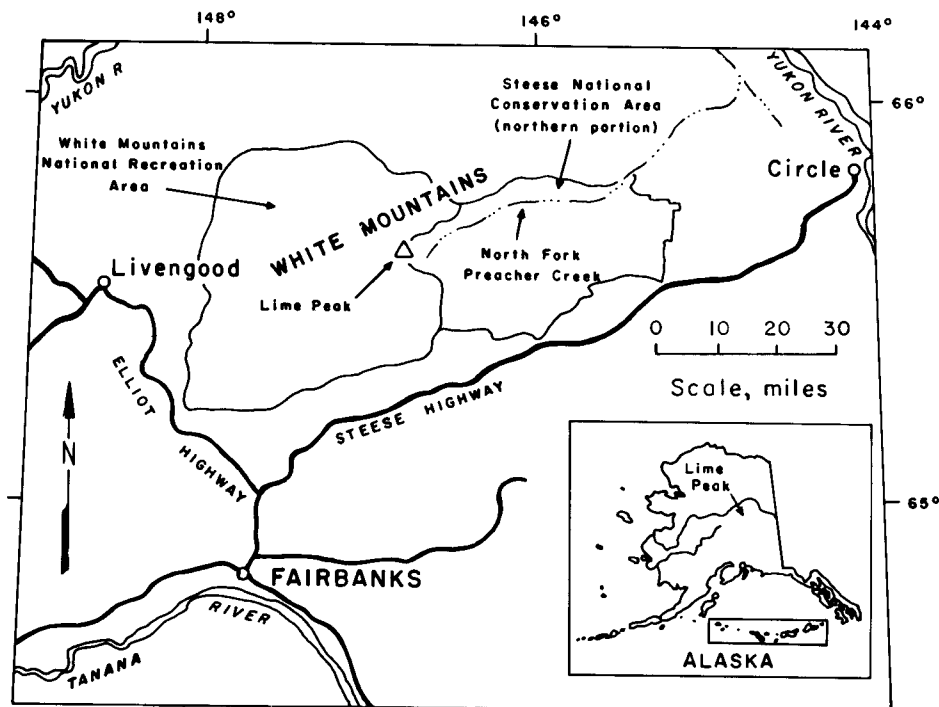 148°
146°
144°
YUKON R
Steese National
Conservation Area
(northern portion)
YUKON RIVER
66°
White Mountains
National Recreation
Area
Circle
WHITE MOUNTAINS
North Fork
Preacher Creek
Livengood
Lime Peak
0 10 20 30
Scale, miles
ELLIOT
HIGHWAY
STEESE HIGHWAY
N
Lime
Peak
65°
FAIRBANKS
RIVER
TANANA
ALASKA